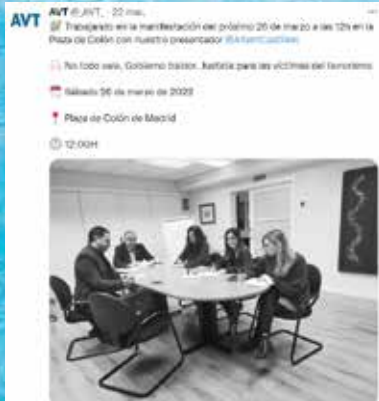 AVT
AVT @_AVT_ · 22 mar.
Trabajando en la manifestación del próximo 26 de marzo a las 12h en la
Plaza de Colón con nuestro presentador
No todo vale, Gobierno traidor. Justicia para las víctimas del terrorismo
Sábado 26 de marzo de 2022
Plaza de Colón de Madrid
12:00H